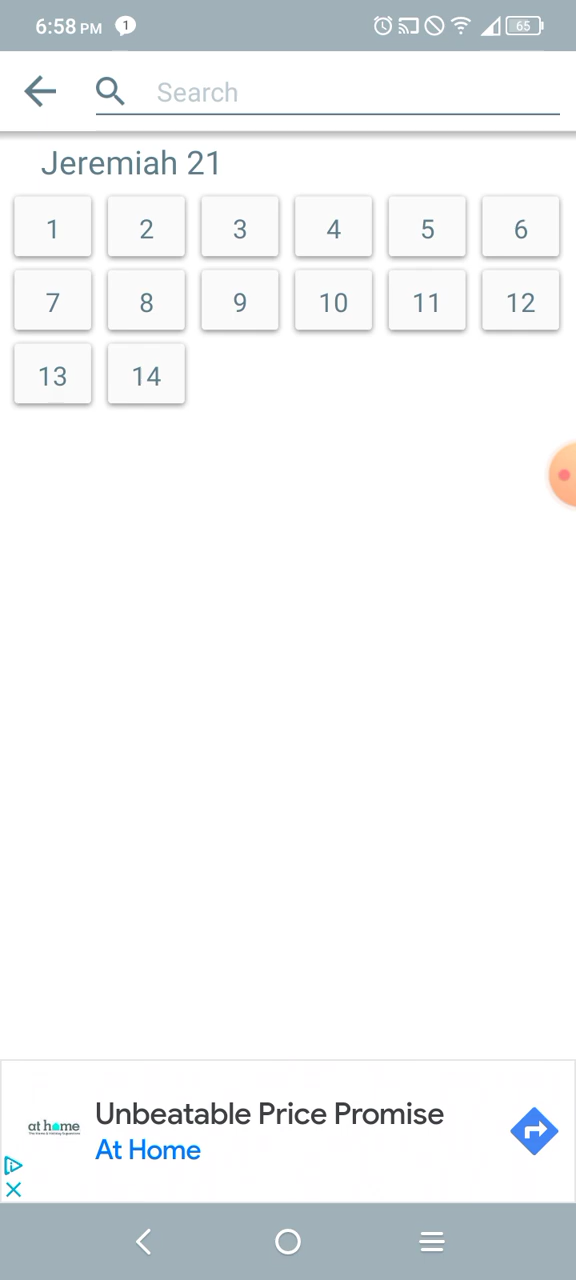 6:58 PM 1 65
Search
Jeremiah 21
1 2 3 4 5 6
7 8 9 10 11 12
13 14
Unbeatable Price Promise
at home
At Home